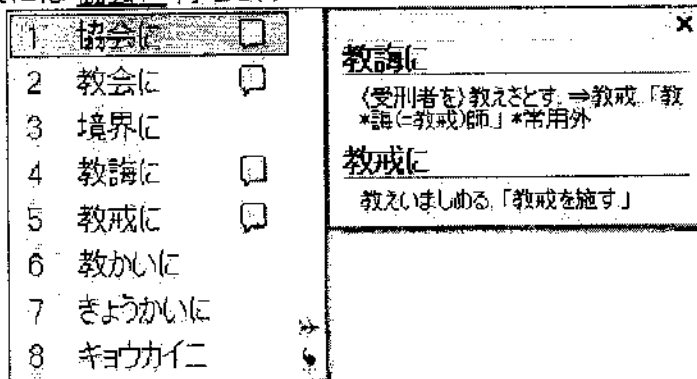 1 協会に
2 教会に
3 境界に
4 教誨に
5 教戒に
6 教かいに
7 きょうかいに
8 キョウカイニ
教誨に
《受刑者を》教えさとす。⇒教戒.「教
*誨(=教戒)師」*常用外
教戒に
教えいましめる。「教戒を施す」